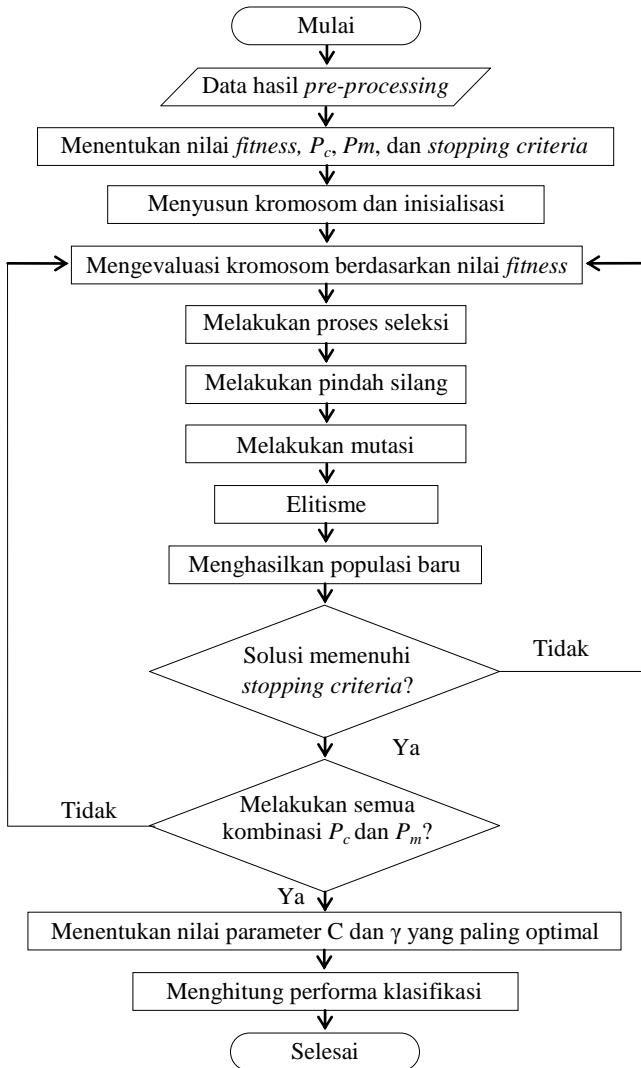 Mulai
Data hasil pre-processing
Menentukan nilai fitness, Pc, Pm, dan stopping criteria
Menyusun kromosom dan inisialisasi
Mengevaluasi kromosom berdasarkan nilai fitness
Melakukan proses seleksi
Melakukan pindah silang
Melakukan mutasi
Elitisme
Menghasilkan populasi baru
Solusi memenuhi
stopping criteria?
Tidak
Ya
Melakukan semua
kombinasi Pc dan Pm?
Tidak
Ya
Menentukan nilai parameter C dan γ yang paling optimal
Menghitung performa klasifikasi
Selesai